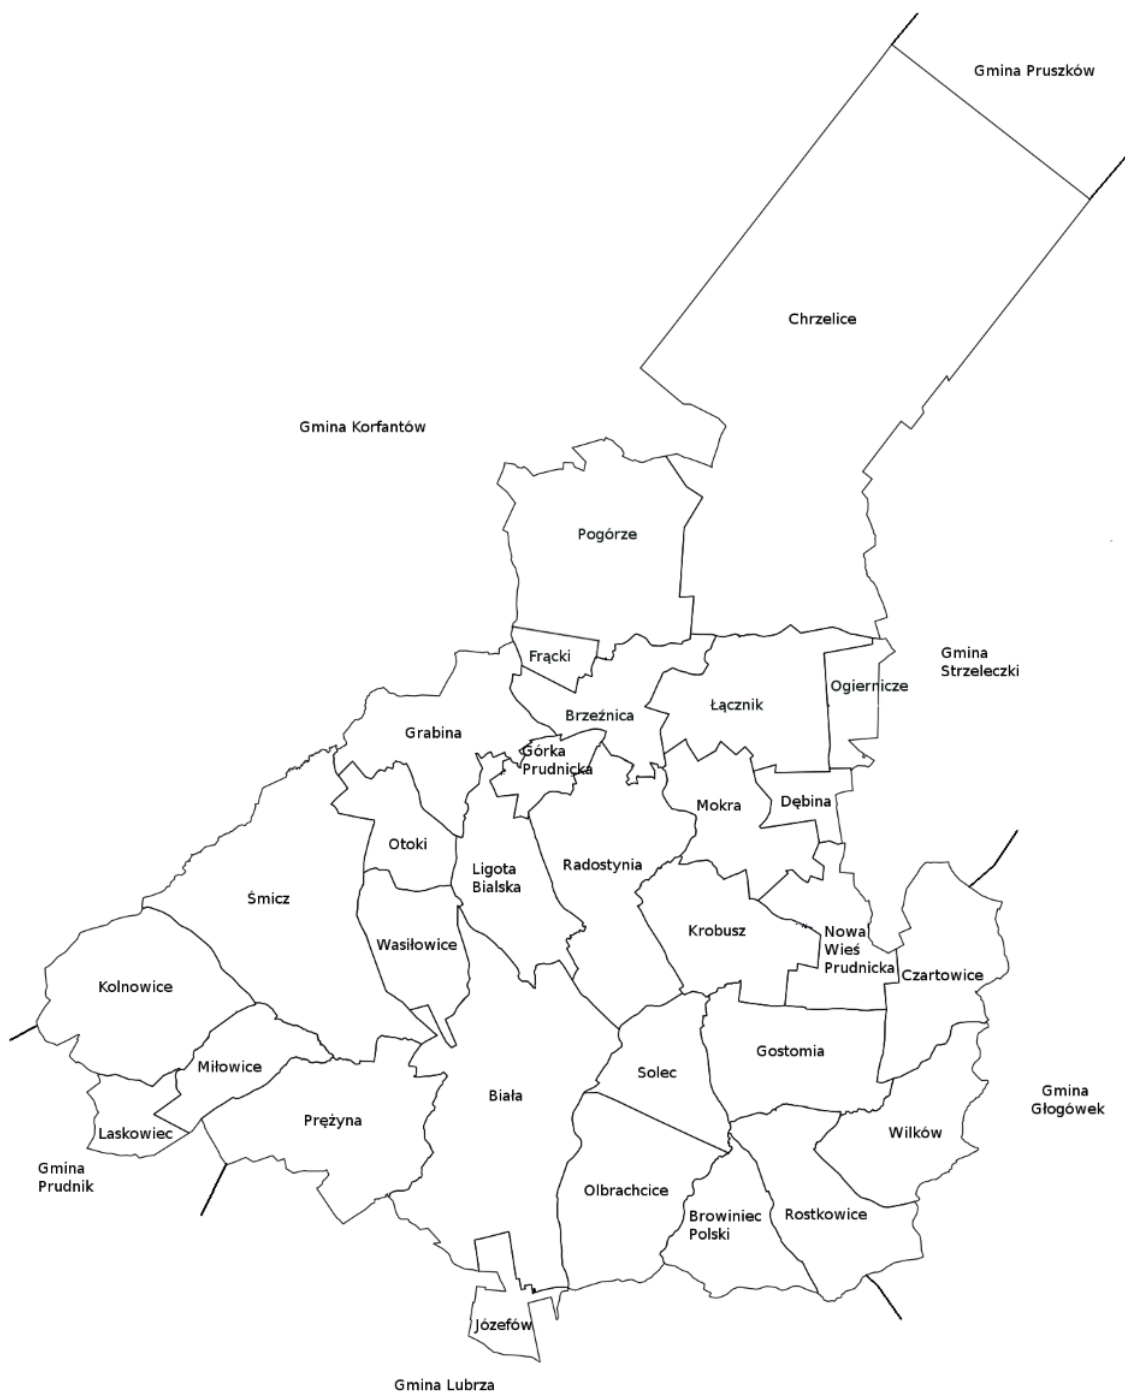 Gmina Pruszków
Chrzelice
Gmina Korfantów
Pogórze
Frącki
Gmina
Strzeleczki
Ogiernicze
Łącznik
Brzeźnica
Grabina
Górka
Prudnicka
Mokra
Dębina
Otoki
Radostynia
Ligota
Bialska
Śmicz
Krobusz
Nowa
Wieś
Prudnicka
Wasiłowice
Czartowice
Kolnowice
Gostomia
Miłowice
Solec
Biała
Gmina
Głogówek
Prężyna
Laskowiec
Wilków
Gmina
Prudnik
Olbrachcice
Browiniec
Polski
Rostkowice
Józefów
Gmina Lubrza